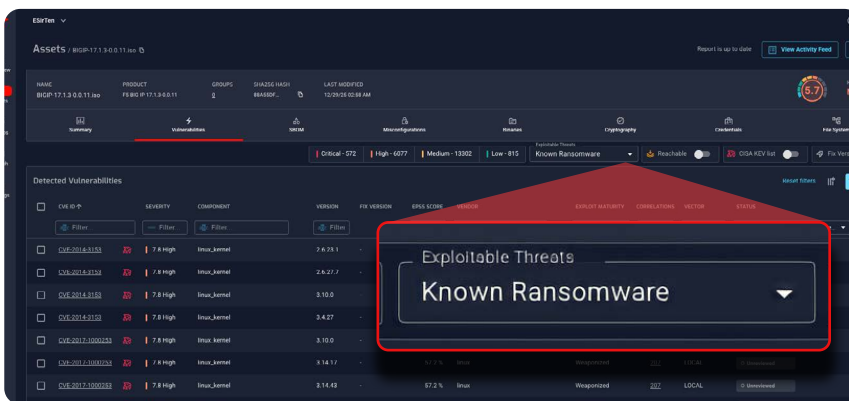 ESirTen
Assets / BIGIP-17.1.3-0.0.11.iso
Report is up to date
View Activity Feed
NAME PRODUCT GROUPS SHA256 HASH LAST MODIFIED
BIGIP-17.1.3-0.0.11.iso F5 BIG IP 17.1.3-0.0.11 0 12/29/25 02:58 AM
5.7
Summary Vulnerabilities SBOM Misconfigurations Binaries Cryptography Credentials File System
Critical - 572 High - 6077 Medium - 13302 Low - 815 Exploitable Threats Known Ransomware Reachable CISA KEV list Fix Vers
Detected Vulnerabilities Reset filters
CVE ID SEVERITY COMPONENT VERSION FIX VERSION EPSS SCORE VENDOR EXPLOIT MATURITY CORRELATIONS VECTOR STATUS
Filter Filter Filter Filter
CVE-2014-3153 7.8 High linux_kernel 2.6.23.1 -
CVE-2014-3153 7.8 High linux_kernel 2.6.27.7 -
CVE-2014-3153 7.8 High linux_kernel 3.10.0 -
CVE-2014-3153 7.8 High linux_kernel 3.4.27 -
CVE-2017-1000253 7.8 High linux_kernel 3.10.0 -
CVE-2017-1000253 7.8 High linux_kernel 3.14.17 - 57.2 % linux Weaponized 207 LOCAL Unreviewed
CVE-2017-1000253 7.8 High linux_kernel 3.14.43 - 57.2 % linux Weaponized 207 LOCAL Unreviewed
Exploitable Threats
Known Ransomware